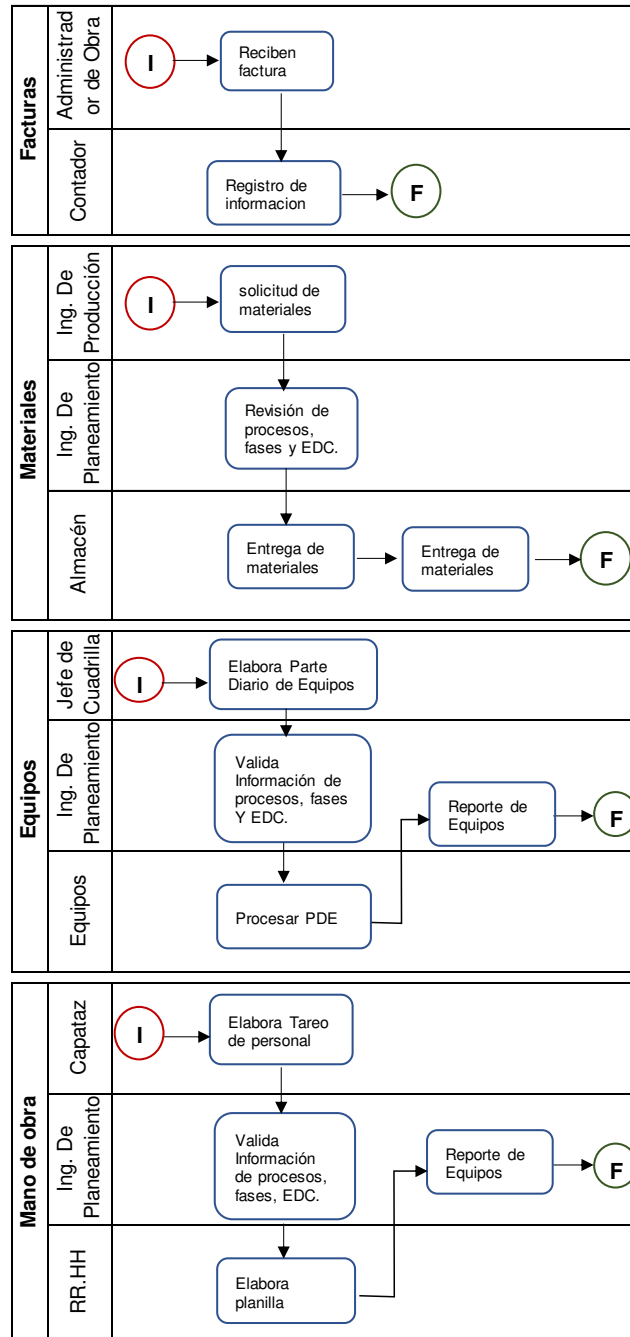 Facturas
Administrad
or de Obra
I
Reciben
factura
Contador
Registro de
informacion
F
Materiales
Ing. De
Producción
I
solicitud de
materiales
Ing. De
Planeamiento
Revisión de
procesos,
fases y EDC.
Almacén
Entrega de
materiales
Entrega de
materiales
F
Equipos
Jefe de
Cuadrilla
I
Elabora Parte
Diario de Equipos
Ing. De
Planeamiento
Valida
Información de
procesos, fases
Y EDC.
Reporte de
Equipos
F
Equipos
Procesar PDE
Mano de obra
Capataz
I
Elabora Tareo
de personal
Ing. De
Planeamiento
Valida
Información
de procesos,
fases, EDC.
Reporte de
Equipos
F
RR.HH
Elabora
planilla